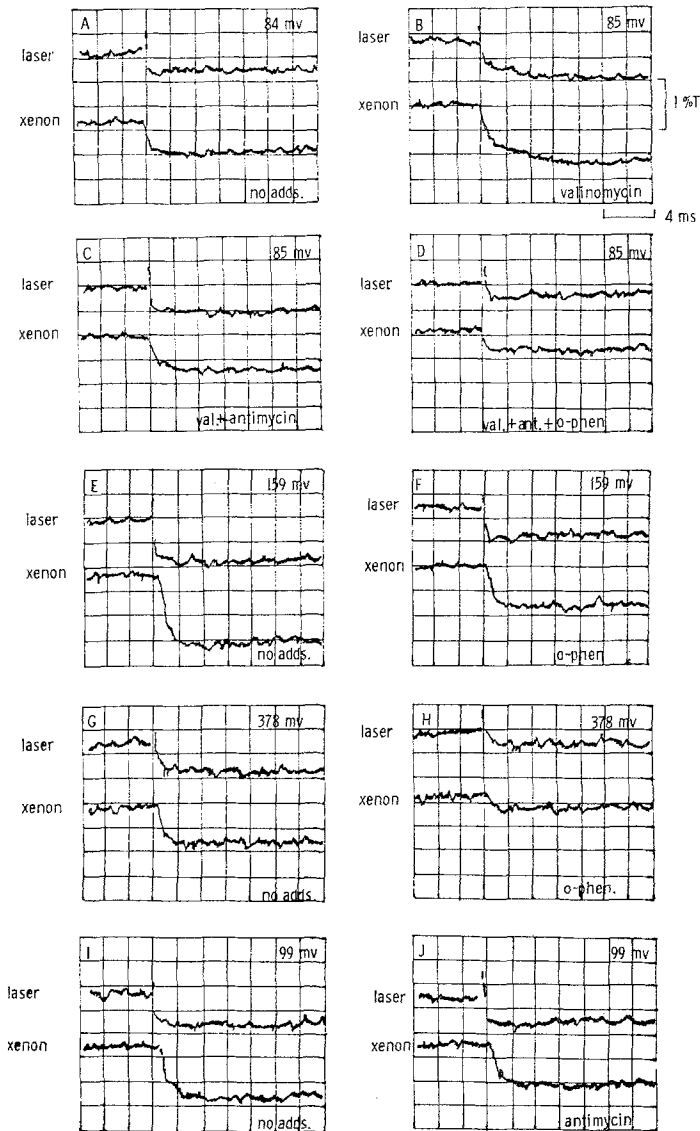 A 84 mv
laser
xenon
no adds.
B 85 mv
laser
xenon
valinomycin
1 %T
4 ms
C 85 mv
laser
xenon
val.+antimycin
D 85 mv
laser
xenon
val.+ant.+o-phen
E 159 mv
laser
xenon
no adds.
F 159 mv
laser
xenon
o-phen
G 378 mv
laser
xenon
no adds.
H 378 mv
laser
xenon
o-phen.
I 99 mv
laser
xenon
no adds.
J 99 mv
laser
xenon
antimycin